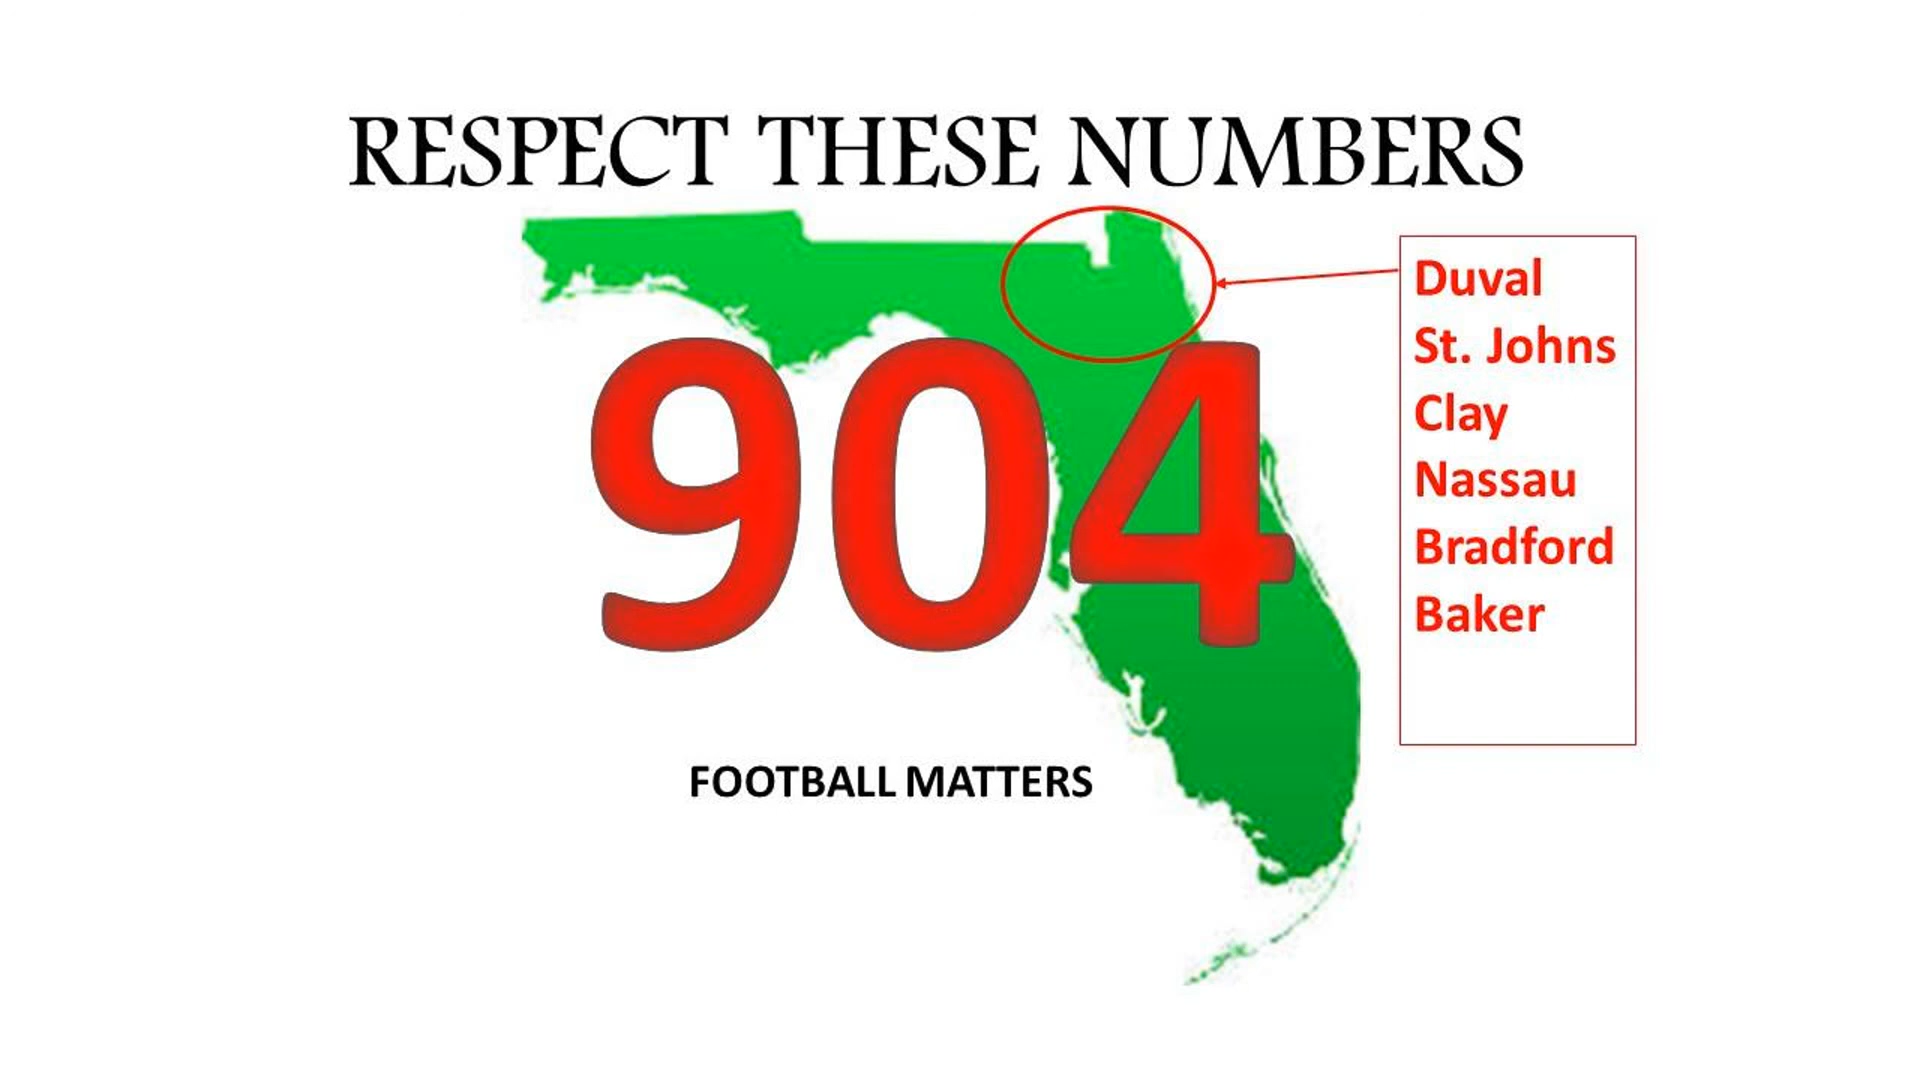 RESPECT THESE NUMBERS
904
Duval
St. Johns
Clay
Nassau
Bradford
Baker
FOOTBALL MATTERS